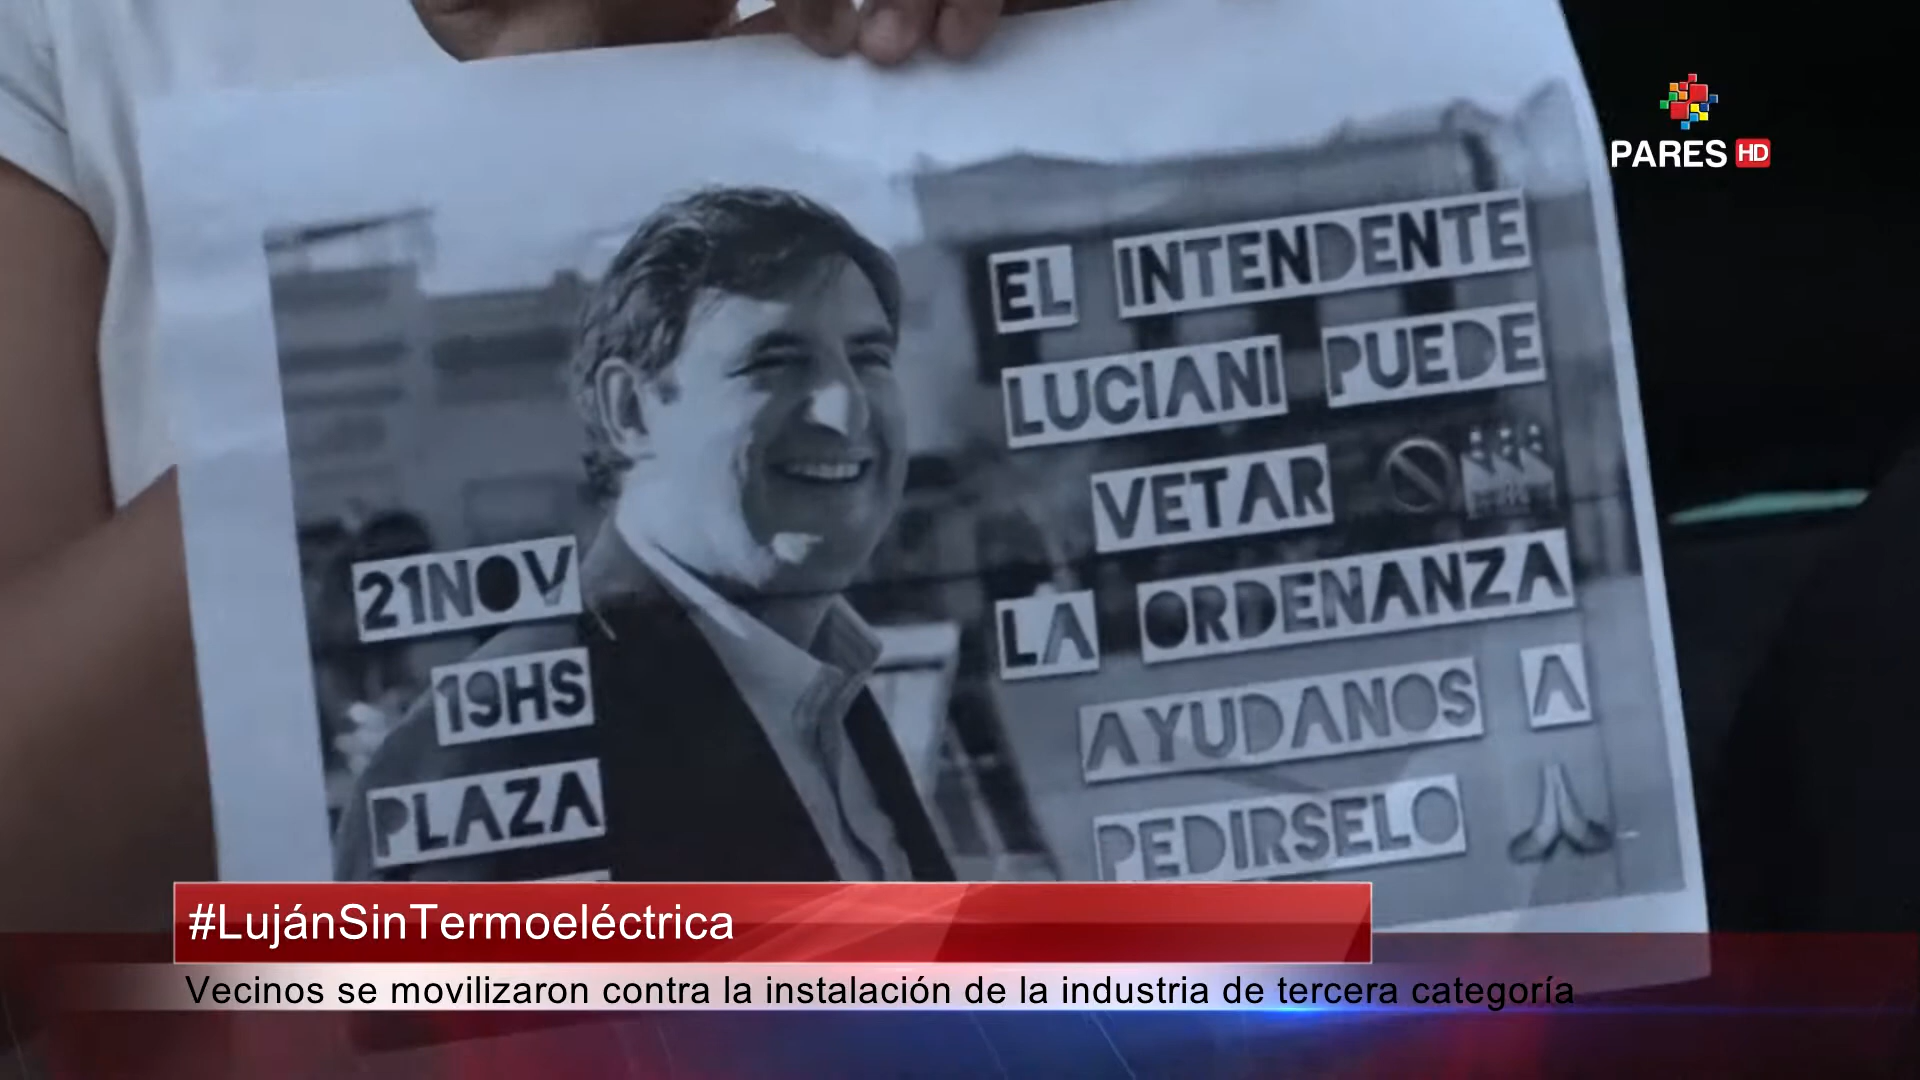 PARES HD
EL INTENDENTE
LUCIANI PUEDE
VETAR
LA ORDENANZA
AYUDANOS A
PEDIRSELO
21NOV
19HS
PLAZA
#LujánSinTermoeléctrica
Vecinos se movilizaron contra la instalación de la industria de tercera categoría